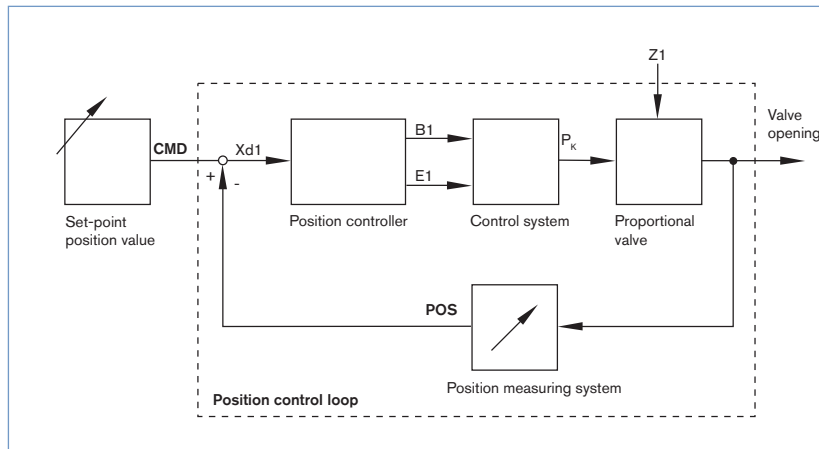 Z1
Valve
opening
CMD
Xd1
B1
E1
P_K
+
-
Set-point
position value
Position controller
Control system
Proportional
valve
POS
Position measuring system
Position control loop